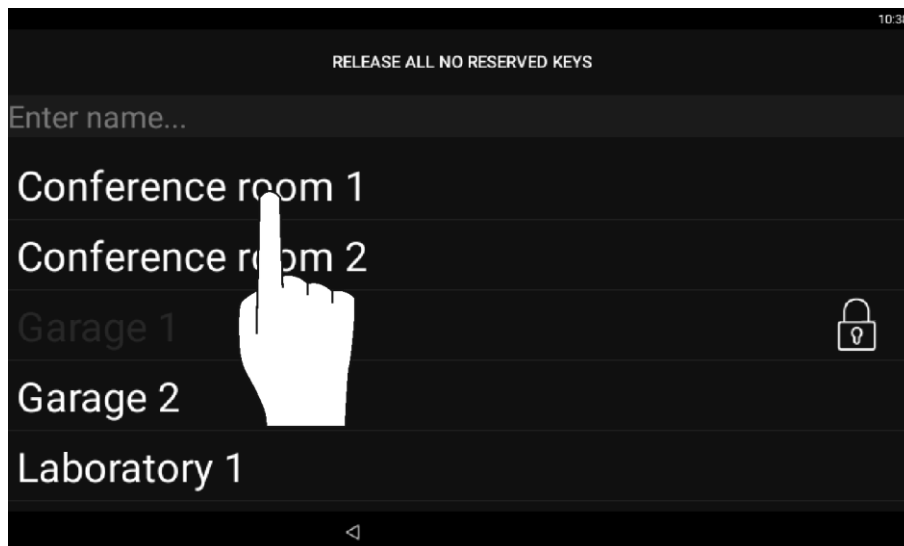 10:38
RELEASE ALL NO RESERVED KEYS
Enter name...
Conference room 1
Conference room 2
Garage 1
Garage 2
Laboratory 1